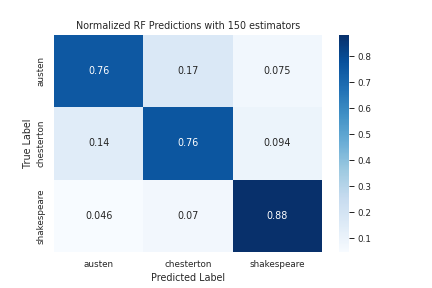 Normalized RF Predictions with 150 estimators
True Label
austen
0.76
0.17
0.075
chesterton
0.14
0.76
0.094
shakespeare
0.046
0.07
0.88
austen
chesterton
shakespeare
Predicted Label
0.8
0.7
0.6
0.5
0.4
0.3
0.2
0.1